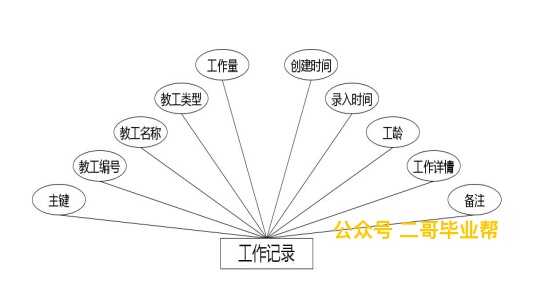 工作量
创建时间
教工类型
录入时间
教工名称
工龄
教工编号
工作详情
主键
备注
公众号 二哥毕业帮
工作记录